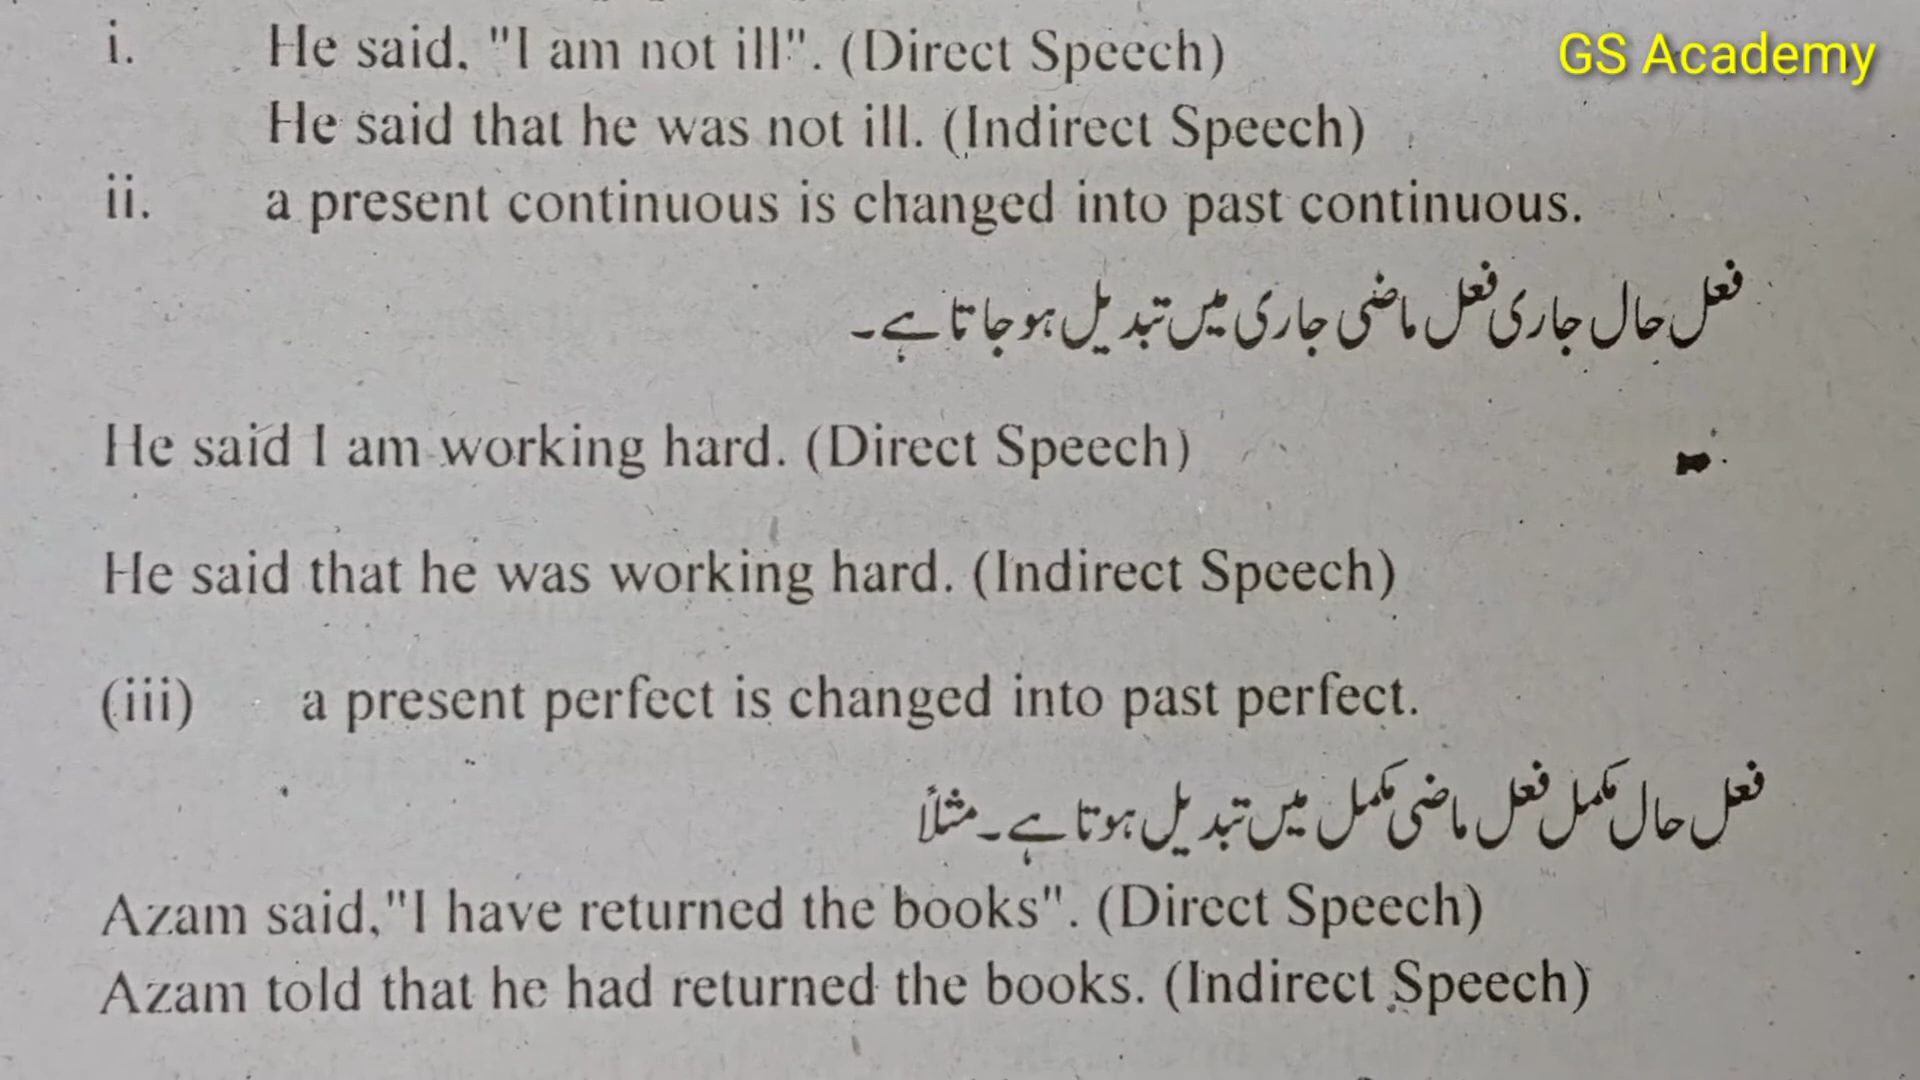 i. He said, "I am not ill". (Direct Speech)
GS Academy
He said that he was not ill. (Indirect Speech)
ii. a present continuous is changed into past continuous.
فعل حال جاری فعل ماضی جاری میں تبدیل ہو جاتا ہے۔
He said I am working hard. (Direct Speech)
He said that he was working hard. (Indirect Speech)
(iii) a present perfect is changed into past perfect.
فعل حال مکمل فعل ماضی مکمل میں تبدیل ہوتا ہے۔ مثلاً
Azam said,"I have returned the books". (Direct Speech)
Azam told that he had returned the books. (Indirect Speech)